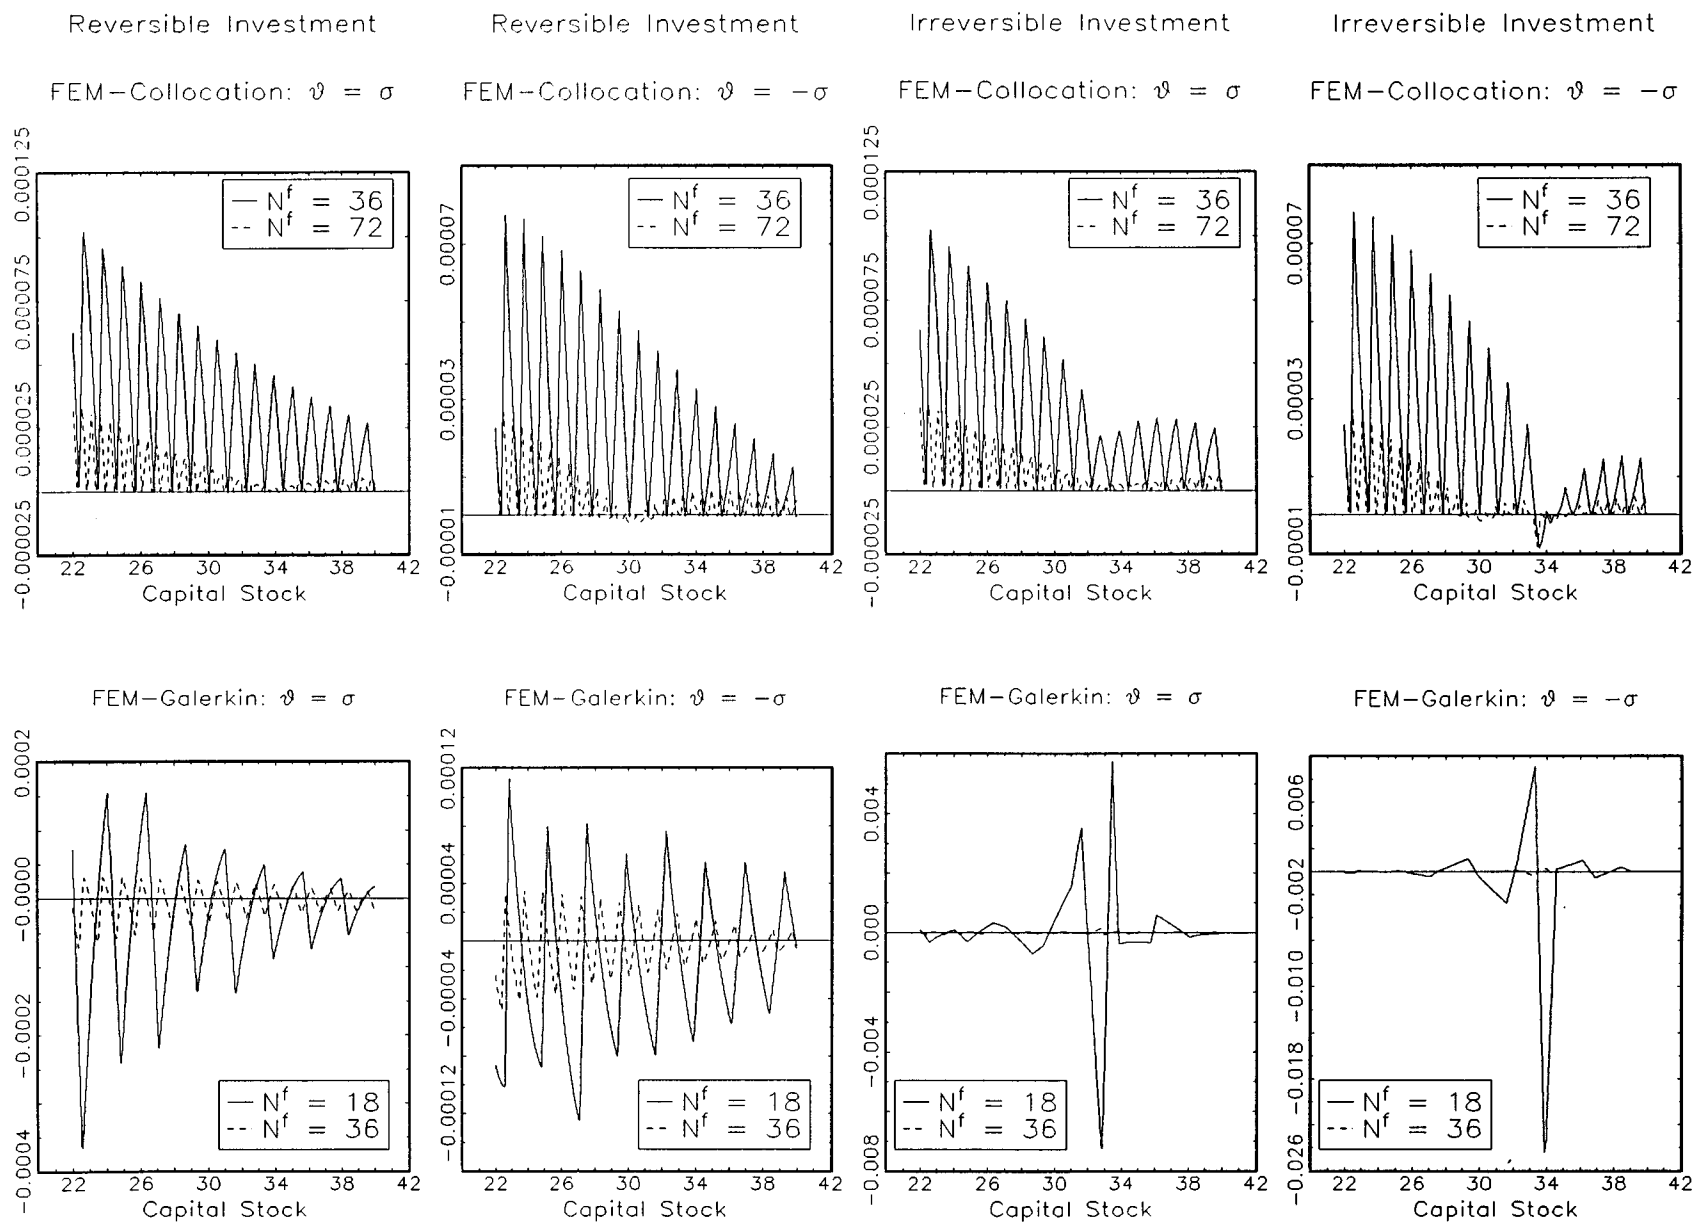 Reversible Investment
Reversible Investment
Irreversible Investment
Irreversible Investment
FEM-Collocation: ϑ = σ
FEM-Collocation: ϑ = -σ
FEM-Collocation: ϑ = σ
FEM-Collocation: ϑ = -σ
0.000125
0.000075
0.000025
-0.000025
N^f = 36
N^f = 72
22 26 30 34 38 42
Capital Stock
0.00007
0.00003
-0.00001
N^f = 36
N^f = 72
22 26 30 34 38 42
Capital Stock
0.000125
0.000075
0.000025
-0.000025
N^f = 36
N^f = 72
22 26 30 34 38 42
Capital Stock
0.00007
0.00003
-0.00001
N^f = 36
N^f = 72
22 26 30 34 38 42
Capital Stock
FEM-Galerkin: ϑ = σ
FEM-Galerkin: ϑ = -σ
FEM-Galerkin: ϑ = σ
FEM-Galerkin: ϑ = -σ
0.0002
-0.0000
-0.0002
-0.0004
N^f = 18
N^f = 36
22 26 30 34 38 42
Capital Stock
0.00012
0.00004
-0.00004
-0.00012
N^f = 18
N^f = 36
22 26 30 34 38 42
Capital Stock
0.004
0.000
-0.004
-0.008
N^f = 18
N^f = 36
22 26 30 34 38 42
Capital Stock
0.006
-0.002
-0.010
-0.018
-0.026
N^f = 18
N^f = 36
22 26 30 34 38 42
Capital Stock